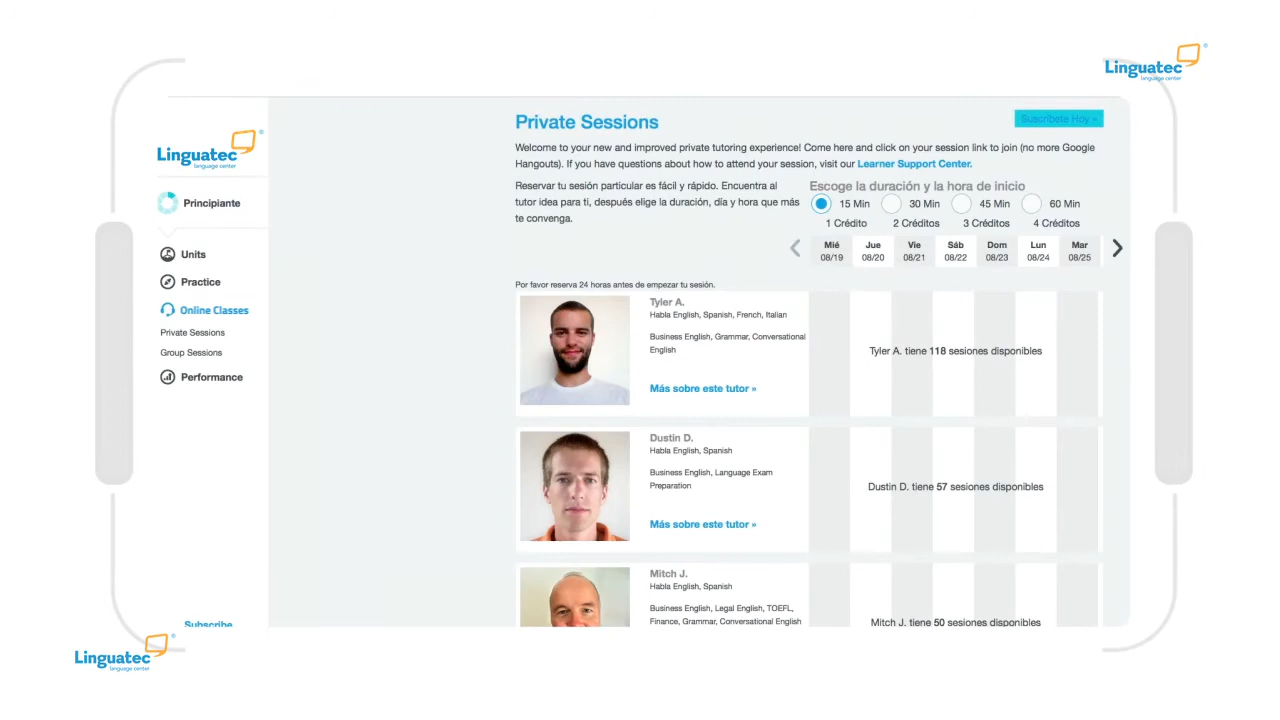 Linguatec
language center
Linguatec
language center
Principiante
Units
Practice
Online Classes
Private Sessions
Group Sessions
Performance
Subscribe
Private Sessions
Suscríbete Hoy »
Welcome to your new and improved private tutoring experience! Come here and click on your session link to join (no more Google
Hangouts). If you have questions about how to attend your session, visit our Learner Support Center.
Reservar tu sesión particular es fácil y rápido. Encuentra al
tutor idea para ti, después elige la duración, día y hora que más
te convenga.
Escoge la duración y la hora de inicio
15 Min 30 Min 45 Min 60 Min
1 Crédito 2 Créditos 3 Créditos 4 Créditos
Mié Jue Vie Sáb Dom Lun Mar
08/19 08/20 08/21 08/22 08/23 08/24 08/25
Por favor reserva 24 horas antes de empezar tu sesión.
Tyler A.
Habla English, Spanish, French, Italian
Business English, Grammar, Conversational
English
Más sobre este tutor »
Tyler A. tiene 118 sesiones disponibles
Dustin D.
Habla English, Spanish
Business English, Language Exam
Preparation
Más sobre este tutor »
Dustin D. tiene 57 sesiones disponibles
Mitch J.
Habla English, Spanish
Business English, Legal English, TOEFL,
Finance, Grammar, Conversational English
Mitch J. tiene 50 sesiones disponibles
Linguatec
language center